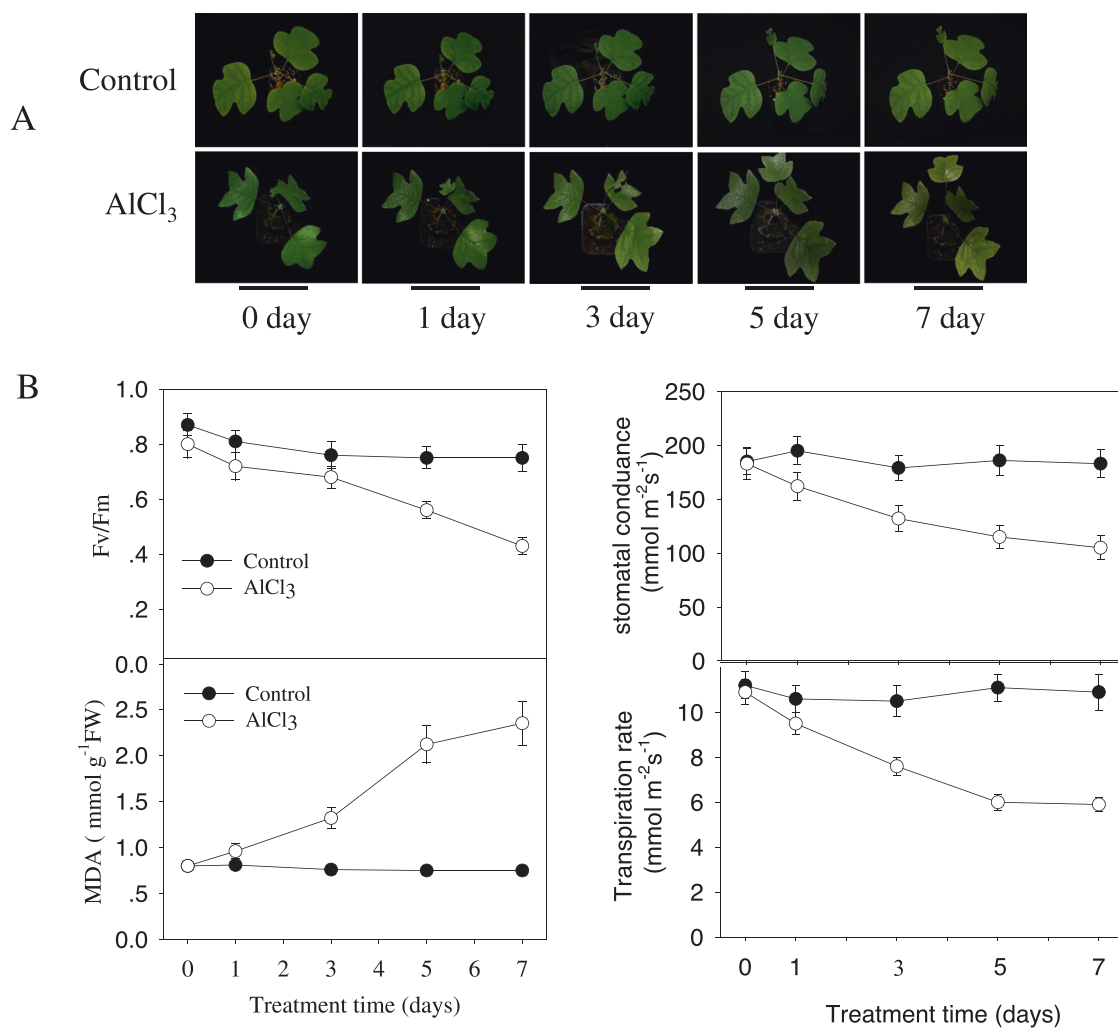 A
Control
AlCl3
0 day
1 day
3 day
5 day
7 day
B
Fv/Fm
1.0
.8
.6
.4
.2
0.0
Control
AlCl3
MDA ( mmol g-1FW)
2.5
2.0
1.5
1.0
.5
0.0
Control
AlCl3
0 1 2 3 4 5 6 7
Treatment time (days)
stomatal conduance
(mmol m-2s-1)
250
200
150
100
50
0
Transpiration rate
(mmol m-2s-1)
10
8
6
4
2
0
0 1 3 5 7
Treatment time (days)